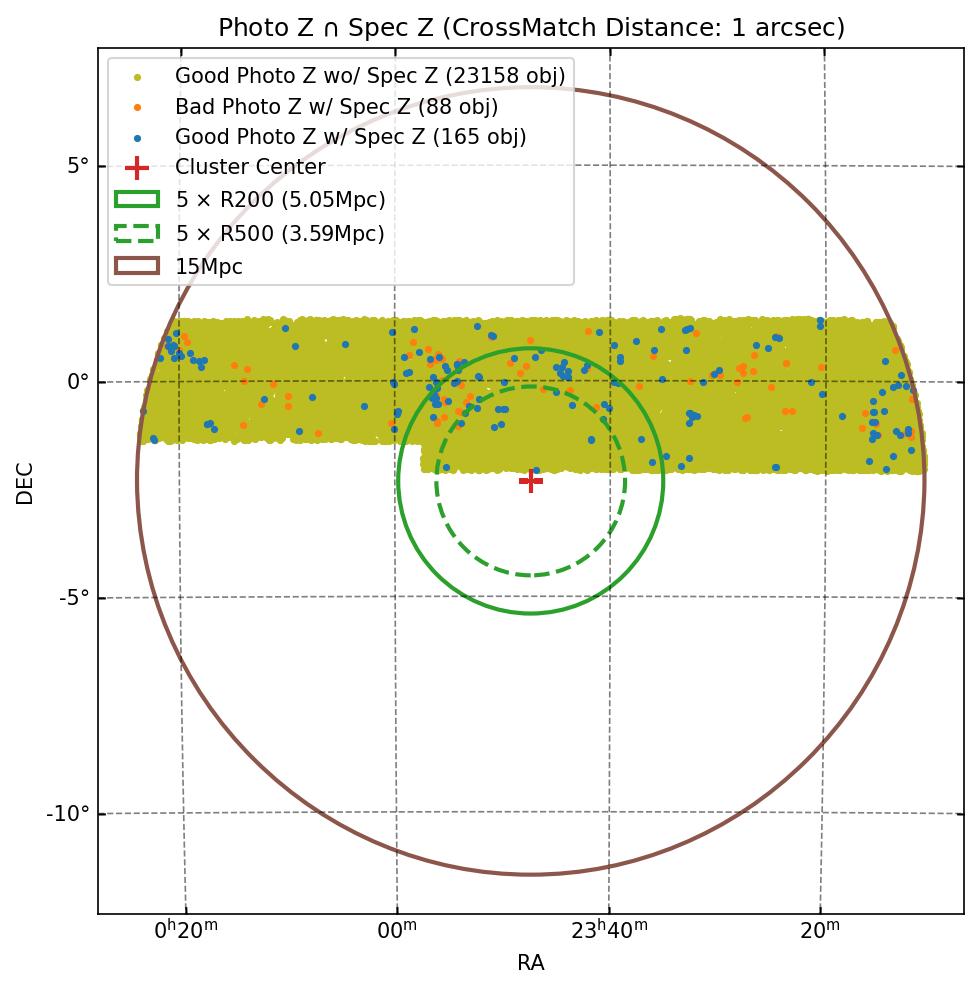 Photo Z ∩ Spec Z (CrossMatch Distance: 1 arcsec)
Good Photo Z wo/ Spec Z (23158 obj)
Bad Photo Z w/ Spec Z (88 obj)
Good Photo Z w/ Spec Z (165 obj)
Cluster Center
5 × R200 (5.05Mpc)
5 × R500 (3.59Mpc)
15Mpc
5°
0°
-5°
-10°
DEC
0ʰ20ᵐ 00ᵐ 23ʰ40ᵐ 20ᵐ
RA